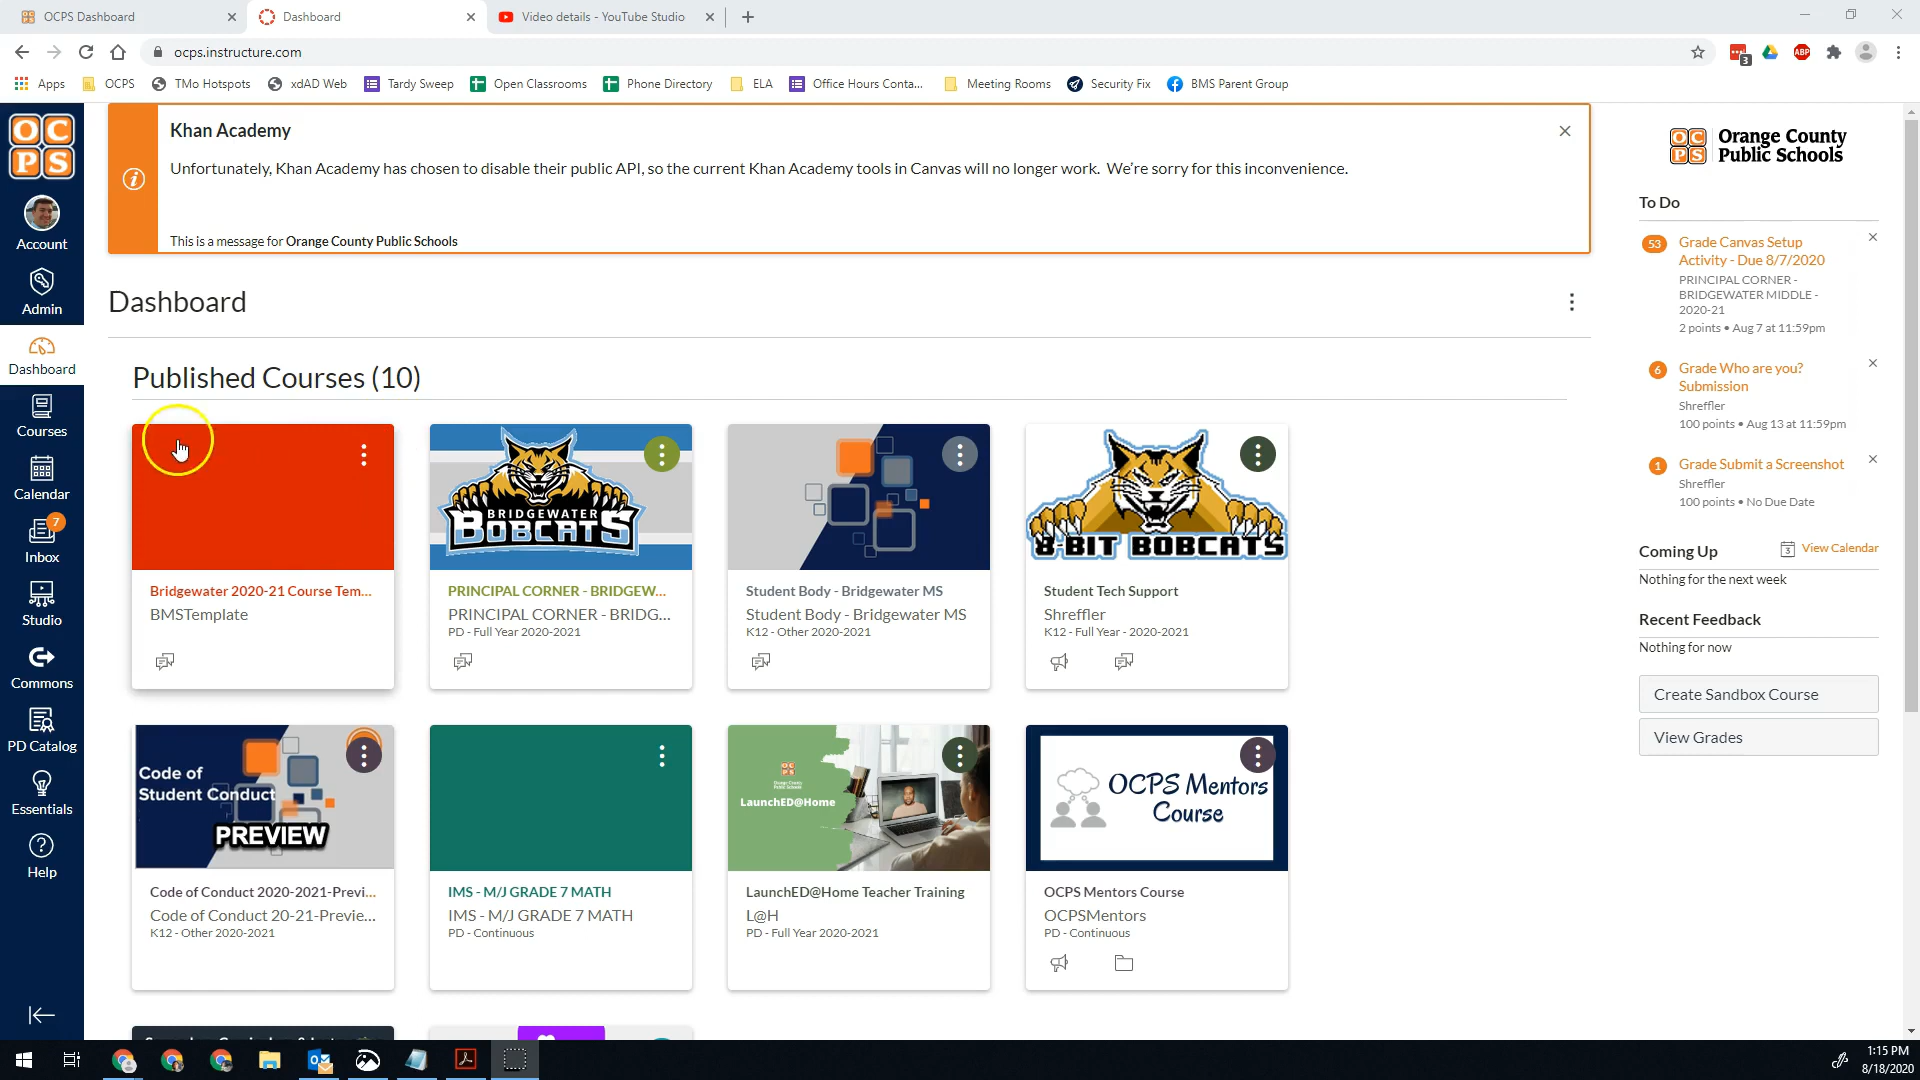 OCPS Dashboard
Dashboard
Video details - YouTube Studio
ocps.instructure.com
3
ABP
Apps
OCPS
TMo Hotspots
xdAD Web
Tardy Sweep
Open Classrooms
Phone Directory
ELA
Office Hours Conta...
Meeting Rooms
Security Fix
BMS Parent Group
OCPS
Account
Admin
Dashboard
Courses
Calendar
7
Inbox
Studio
Commons
PD Catalog
Essentials
Help
Khan Academy
Unfortunately, Khan Academy has chosen to disable their public API, so the current Khan Academy tools in Canvas will no longer work. We're sorry for this inconvenience.
This is a message for Orange County Public Schools
Dashboard
Published Courses (10)
Bridgewater 2020-21 Course Tem...
BMSTemplate
BRIDGEWATER
BOBCATS
PRINCIPAL CORNER - BRIDGEW...
PRINCIPAL CORNER - BRIDG...
PD - Full Year 2020-2021
Student Body - Bridgewater MS
Student Body - Bridgewater MS
K12 - Other 2020-2021
8-BIT BOBCATS
Student Tech Support
Shreffler
K12 - Full Year - 2020-2021
Code of
Student Conduct
PREVIEW
Code of Conduct 2020-2021-Previ...
Code of Conduct 20-21-Previe...
K12 - Other 2020-2021
IMS - M/J GRADE 7 MATH
IMS - M/J GRADE 7 MATH
PD - Continuous
LaunchED@Home
LaunchED@Home Teacher Training
L@H
PD - Full Year 2020-2021
OCPS Mentors
Course
OCPS Mentors Course
OCPSMentors
PD - Continuous
OCPS
Orange County
Public Schools
To Do
53
Grade Canvas Setup
Activity - Due 8/7/2020
PRINCIPAL CORNER -
BRIDGEWATER MIDDLE -
2020-21
2 points • Aug 7 at 11:59pm
6
Grade Who are you?
Submission
Shreffler
100 points • Aug 13 at 11:59pm
1
Grade Submit a Screenshot
Shreffler
100 points • No Due Date
Coming Up
3
View Calendar
Nothing for the next week
Recent Feedback
Nothing for now
Create Sandbox Course
View Grades
1:15 PM
8/18/2020